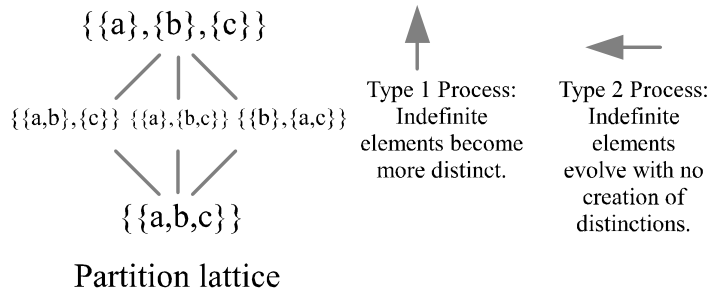 {{a},{b},{c}}
{{a,b},{c}} {{a},{b,c}} {{b},{a,c}}
{{a,b,c}}
Partition lattice
Type 1 Process:
Indefinite
elements become
more distinct.
Type 2 Process:
Indefinite
elements
evolve with no
creation of
distinctions.